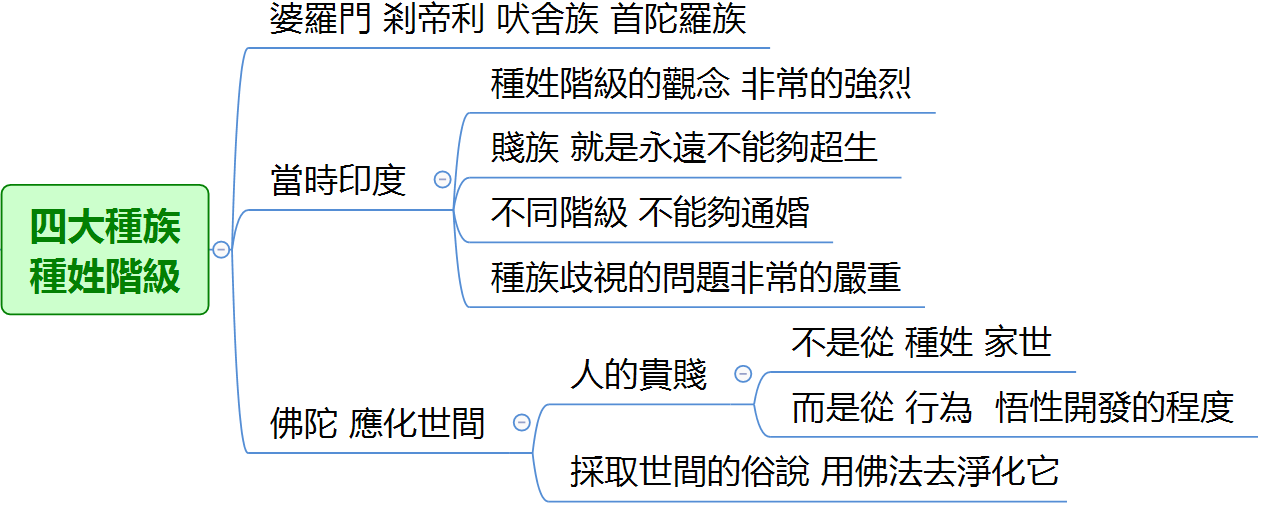 婆羅門 剎帝利 吠舍族 首陀羅族
種姓階級的觀念 非常的強烈
賤族 就是永遠不能夠超生
當時印度
不同階級 不能夠通婚
四大種族
種姓階級
種族歧視的問題非常的嚴重
不是從 種姓 家世
人的貴賤
而是從 行為 悟性開發的程度
佛陀 應化世間
採取世間的俗說 用佛法去淨化它